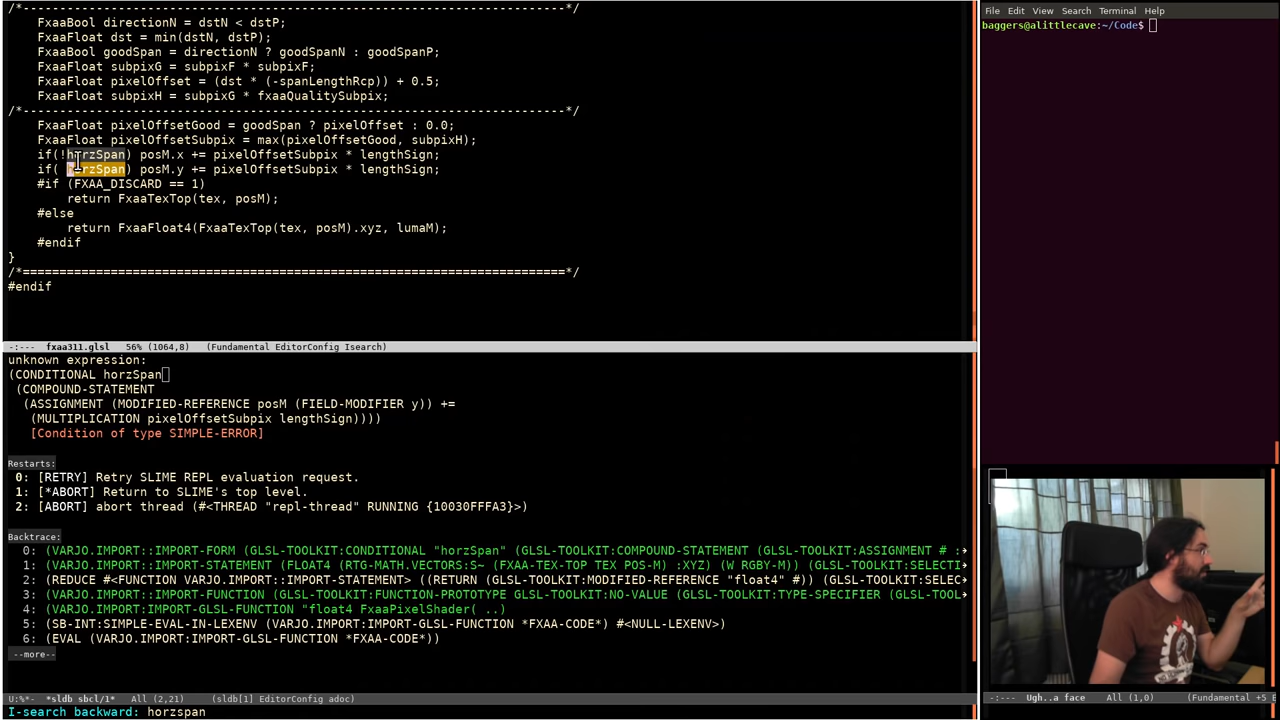 /*--------------------------------------------------------------------------*/
    FxaaBool directionN = dstN < dstP;
    FxaaFloat dst = min(dstN, dstP);
    FxaaBool goodSpan = directionN ? goodSpanN : goodSpanP;
    FxaaFloat subpixG = subpixF * subpixF;
    FxaaFloat pixelOffset = (dst * (-spanLengthRcp)) + 0.5;
    FxaaFloat subpixH = subpixG * fxaaQualitySubpix;
/*--------------------------------------------------------------------------*/
    FxaaFloat pixelOffsetGood = goodSpan ? pixelOffset : 0.0;
    FxaaFloat pixelOffsetSubpix = max(pixelOffsetGood, subpixH);
    if(!horzSpan) posM.x += pixelOffsetSubpix * lengthSign;
    if( horzSpan) posM.y += pixelOffsetSubpix * lengthSign;
    #if (FXAA_DISCARD == 1)
        return FxaaTexTop(tex, posM);
    #else
        return FxaaFloat4(FxaaTexTop(tex, posM).xyz, lumaM);
    #endif
}
/*==========================================================================*/
#endif
-:---  fxaa311.glsl   56% (1064,8)   (Fundamental EditorConfig Isearch)
unknown expression:
(CONDITIONAL horzSpan
 (COMPOUND-STATEMENT
  (ASSIGNMENT (MODIFIED-REFERENCE posM (FIELD-MODIFIER y)) +=
   (MULTIPLICATION pixelOffsetSubpix lengthSign))))
   [Condition of type SIMPLE-ERROR]
Restarts:
 0: [RETRY] Retry SLIME REPL evaluation request.
 1: [*ABORT] Return to SLIME's top level.
 2: [ABORT] abort thread (#<THREAD "repl-thread" RUNNING {10030FFFA3}>)
Backtrace:
  0: (VARJO.IMPORT::IMPORT-FORM (GLSL-TOOLKIT:CONDITIONAL "horzSpan" (GLSL-TOOLKIT:COMPOUND-STATEMENT (GLSL-TOOLKIT:ASSIGNMENT # :
  1: (VARJO.IMPORT::IMPORT-STATEMENT (FLOAT4 (RTG-MATH.VECTORS:S~ (FXAA-TEX-TOP TEX POS-M) :XYZ) (W RGBY-M)) (GLSL-TOOLKIT:SELECTI
  2: (REDUCE #<FUNCTION VARJO.IMPORT::IMPORT-STATEMENT> ((RETURN (GLSL-TOOLKIT:MODIFIED-REFERENCE "float4" #)) (GLSL-TOOLKIT:SELEC
  3: (VARJO.IMPORT::IMPORT-FUNCTION (GLSL-TOOLKIT:FUNCTION-PROTOTYPE GLSL-TOOLKIT:NO-VALUE (GLSL-TOOLKIT:TYPE-SPECIFIER (GLSL-TOOL
  4: (VARJO.IMPORT:IMPORT-GLSL-FUNCTION "float4 FxaaPixelShader( ..)
  5: (SB-INT:SIMPLE-EVAL-IN-LEXENV (VARJO.IMPORT:IMPORT-GLSL-FUNCTION *FXAA-CODE*) #<NULL-LEXENV>)
  6: (EVAL (VARJO.IMPORT:IMPORT-GLSL-FUNCTION *FXAA-CODE*))
 --more--
U:%*-  *sldb sbcl/1*   All (2,21)   (sldb[1] EditorConfig adoc)
I-search backward: horzspan
File Edit View Search Terminal Help
baggers@alittlecave:~/Code$
-:---  Ugh..a face   All (1,0)   (Fundamental +5 E